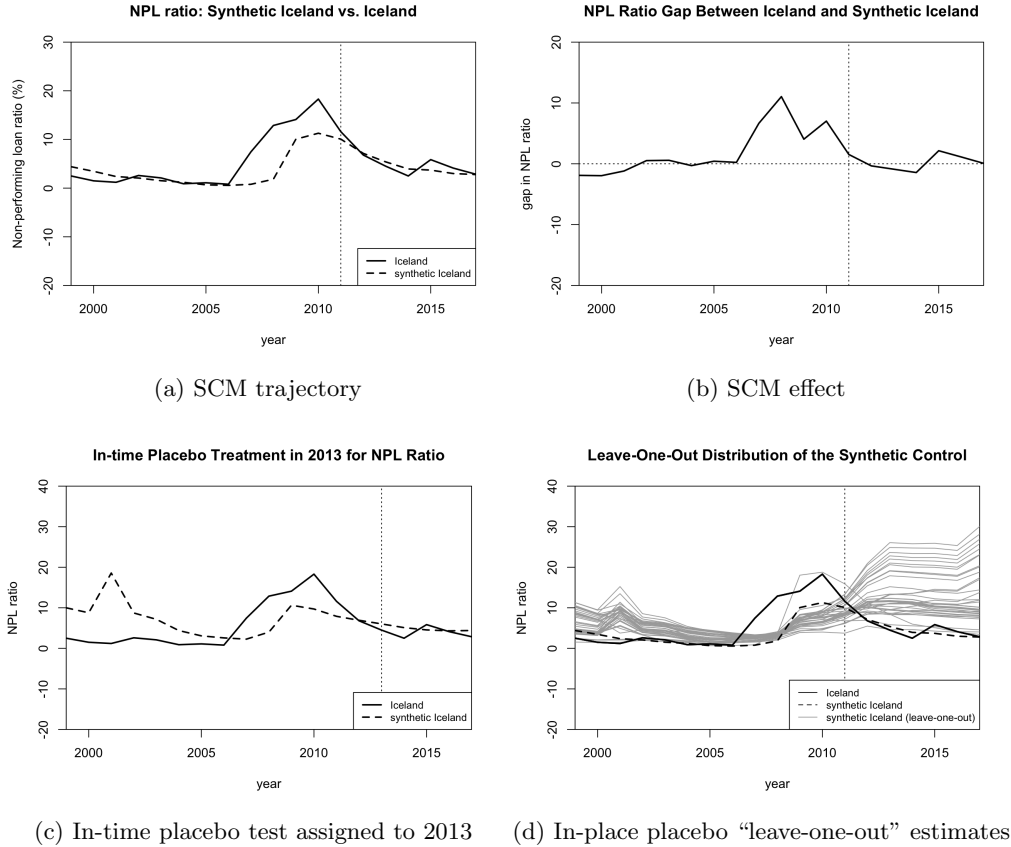 NPL ratio: Synthetic Iceland vs. Iceland
Non-performing loan ratio (%)
30
20
10
0
-10
-20
Iceland
synthetic Iceland
2000 2005 2010 2015
year
(a) SCM trajectory
NPL Ratio Gap Between Iceland and Synthetic Iceland
gap in NPL ratio
20
10
0
-10
-20
2000 2005 2010 2015
year
(b) SCM effect
In-time Placebo Treatment in 2013 for NPL Ratio
NPL ratio
40
30
20
10
0
-10
-20
Iceland
synthetic Iceland
2000 2005 2010 2015
year
(c) In-time placebo test assigned to 2013
Leave-One-Out Distribution of the Synthetic Control
NPL ratio
40
30
20
10
0
-10
-20
Iceland
synthetic Iceland
synthetic Iceland (leave-one-out)
2000 2005 2010 2015
year
(d) In-place placebo “leave-one-out” estimates